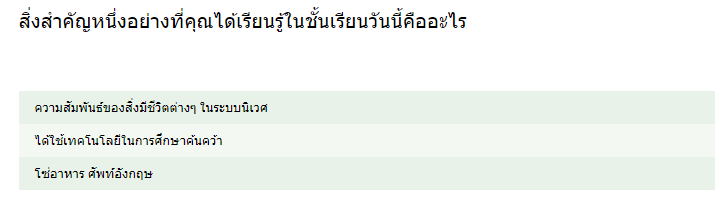 สิ่งสำคัญหนึ่งอย่างที่คุณได้เรียนรู้ในชั้นเรียนวันนี้คืออะไร
ความสัมพันธ์ของสิ่งมีชีวิตต่างๆ ในระบบนิเวศ
ได้ใช้เทคโนโลยีในการศึกษาค้นคว้า
โซ่อาหาร ศัพท์อังกฤษ